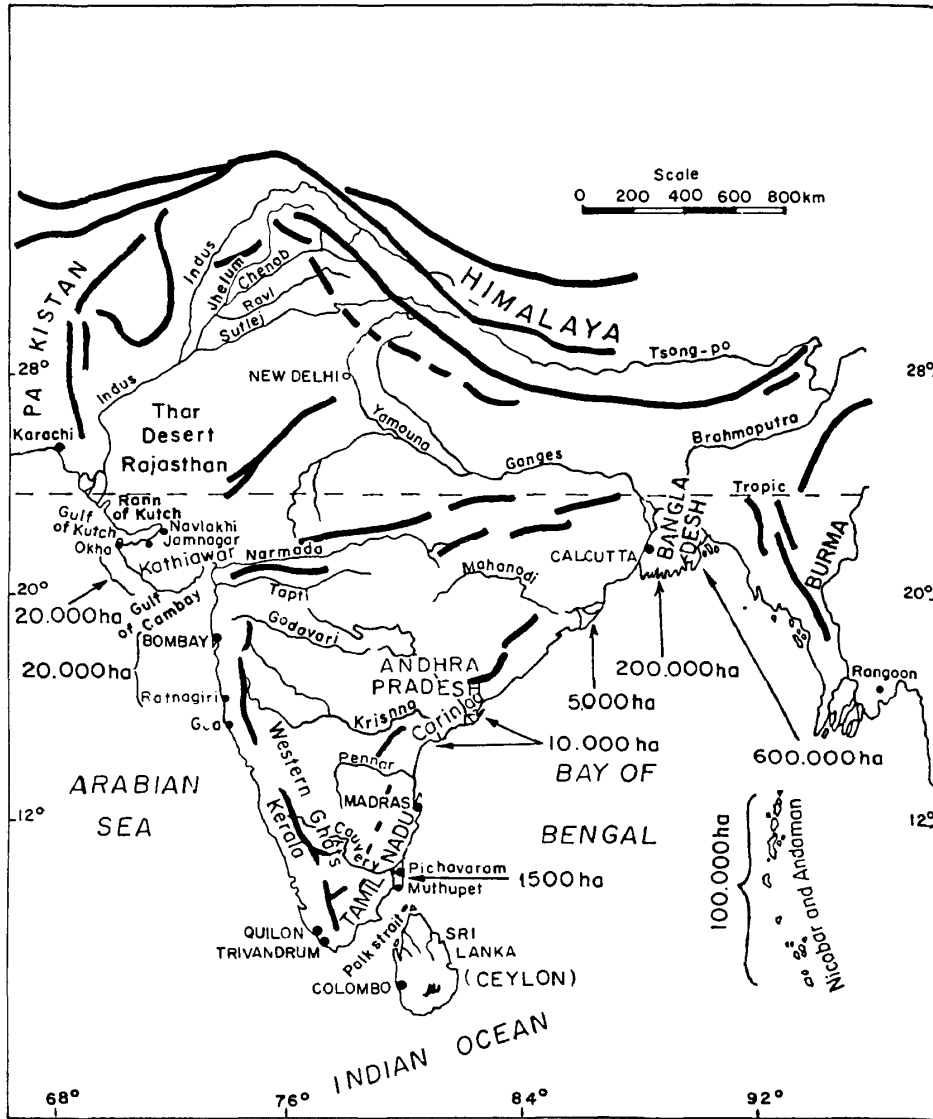 Scale
0 200 400 600 800km
PAKISTAN
Indus
Jhelum
Chenab
Ravi
Sutlej
HIMALAYA
Tsong-po
28°
28°
NEW DELHI
Indus
Thar
Desert
Rajasthan
Karachi
Yamouna
Ganges
Brahmaputra
Tropic
Rann
of Kutch
Gulf
of Kutch
Navlakhi
Jamnagar
Okha
Kathiawar
Narmada
Tapti
Mahanadi
CALCUTTA
BANGLA
DESH
BURMA
20°
20°
20.000ha
Gulf
of Cambay
BOMBAY
20.000ha
Godavari
ANDHRA
PRADESH
200.000ha
5.000ha
Rangoon
Ratnagiri
Goa
Krisnna
Carinjag
10.000 ha
600.000ha
Pennar
ARABIAN
SEA
BAY OF
BENGAL
Western Ghats
Kerala
MADRAS
12°
12°
Couvery
TAMIL NADU
Pichavaram
Muthupet
1500 ha
100.000ha
Nicobar and Andaman
QUILON
TRIVANDRUM
Palk strait
SRI
LANKA
(CEYLON)
COLOMBO
INDIAN OCEAN
68° 76° 84° 92°